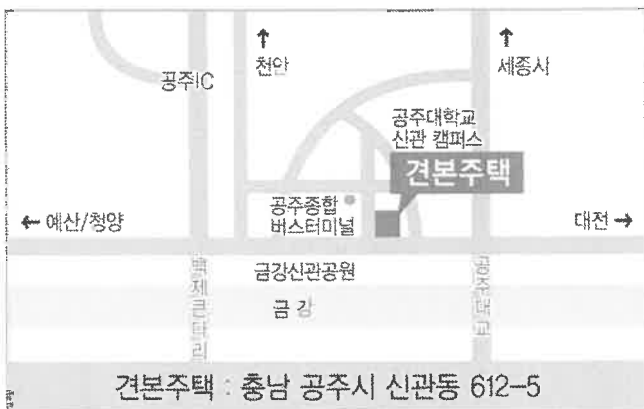 ↑
천안
↑
세종시
공주IC
공주대학교
신관 캠퍼스
견본주택
공주종합
버스터미널
← 예산/청양
대전 →
금강신관공원
금 강
백제큰다리
공주대교
견본주택 : 충남 공주시 신관동 612-5